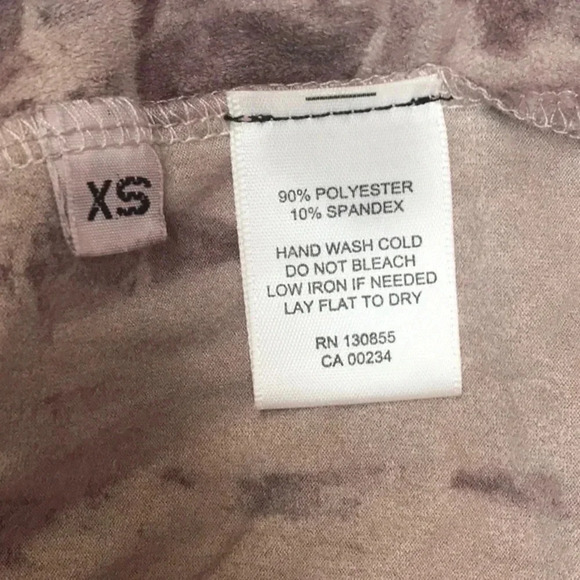 XS
90% POLYESTER
10% SPANDEX
HAND WASH COLD
DO NOT BLEACH
LOW IRON IF NEEDED
LAY FLAT TO DRY
RN 130855
CA 00234